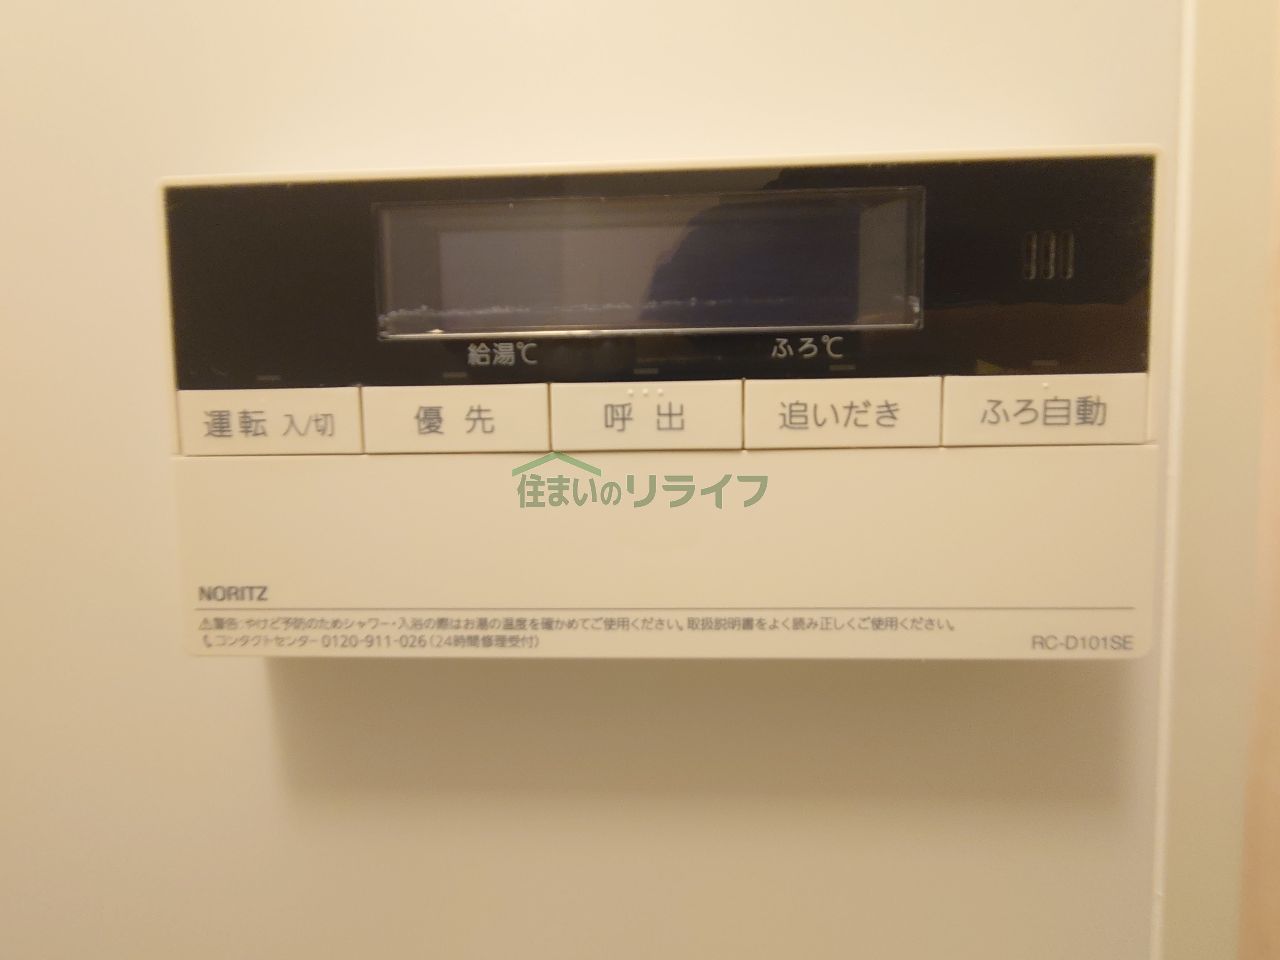 給湯℃ ふろ℃
運転 入/切 優先 呼出 追いだき ふろ自動
住まいのリライフ
NORITZ
⚠警告:やけど予防のためシャワー・入浴の際はお湯の温度を確かめてご使用ください。取扱説明書をよく読み正しくご使用ください。
コンタクトセンター 0120-911-026(24時間修理受付)
RC-D101SE